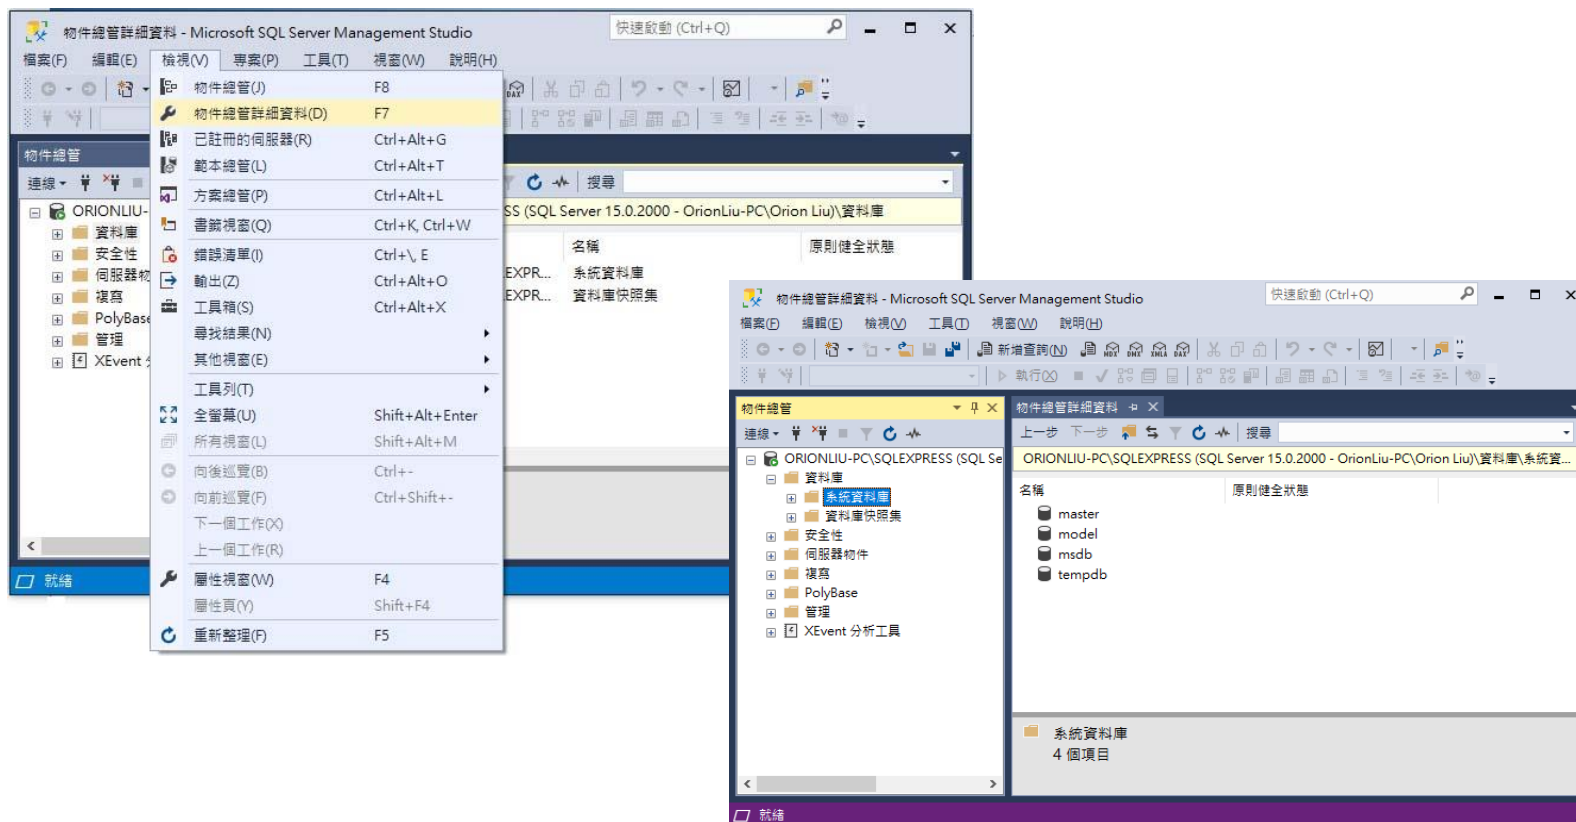 物件總管詳細資料 - Microsoft SQL Server Management Studio
快速啟動 (Ctrl+Q)
檔案(F) 編輯(E) 檢視(V) 專案(P) 工具(T) 視窗(W) 說明(H)
物件總管(J) F8
物件總管詳細資料(D) F7
已註冊的伺服器(R) Ctrl+Alt+G
範本總管(L) Ctrl+Alt+T
方案總管(P) Ctrl+Alt+L
書籤視窗(Q) Ctrl+K, Ctrl+W
錯誤清單(I) Ctrl+\, E
輸出(Z) Ctrl+Alt+O
工具箱(S) Ctrl+Alt+X
尋找結果(N)
其他視窗(E)
工具列(T)
全螢幕(U) Shift+Alt+Enter
所有視窗(L) Shift+Alt+M
向後巡覽(B) Ctrl+-
向前巡覽(F) Ctrl+Shift+-
下一個工作(X)
上一個工作(R)
屬性視窗(W) F4
屬性頁(Y) Shift+F4
重新整理(F) F5
DAX
物件總管
連線
ORIONLIU-
資料庫
安全性
伺服器物
複寫
PolyBase
管理
XEvent
搜尋
SS (SQL Server 15.0.2000 - OrionLiu-PC\Orion Liu)\資料庫
名稱 原則健全狀態
EXPR... 系統資料庫
EXPR... 資料庫快照集
就緒
物件總管詳細資料 - Microsoft SQL Server Management Studio
快速啟動 (Ctrl+Q)
檔案(F) 編輯(E) 檢視(V) 工具(T) 視窗(W) 說明(H)
新增查詢(N) MDX DMX XMLA DAX
執行(X)
物件總管
連線
ORIONLIU-PC\SQLEXPRESS (SQL Se
資料庫
系統資料庫
資料庫快照集
安全性
伺服器物件
複寫
PolyBase
管理
XEvent 分析工具
物件總管詳細資料
上一步 下一步 搜尋
ORIONLIU-PC\SQLEXPRESS (SQL Server 15.0.2000 - OrionLiu-PC\Orion Liu)\資料庫\系統資...
名稱 原則健全狀態
master
model
msdb
tempdb
系統資料庫
4 個項目
就緒